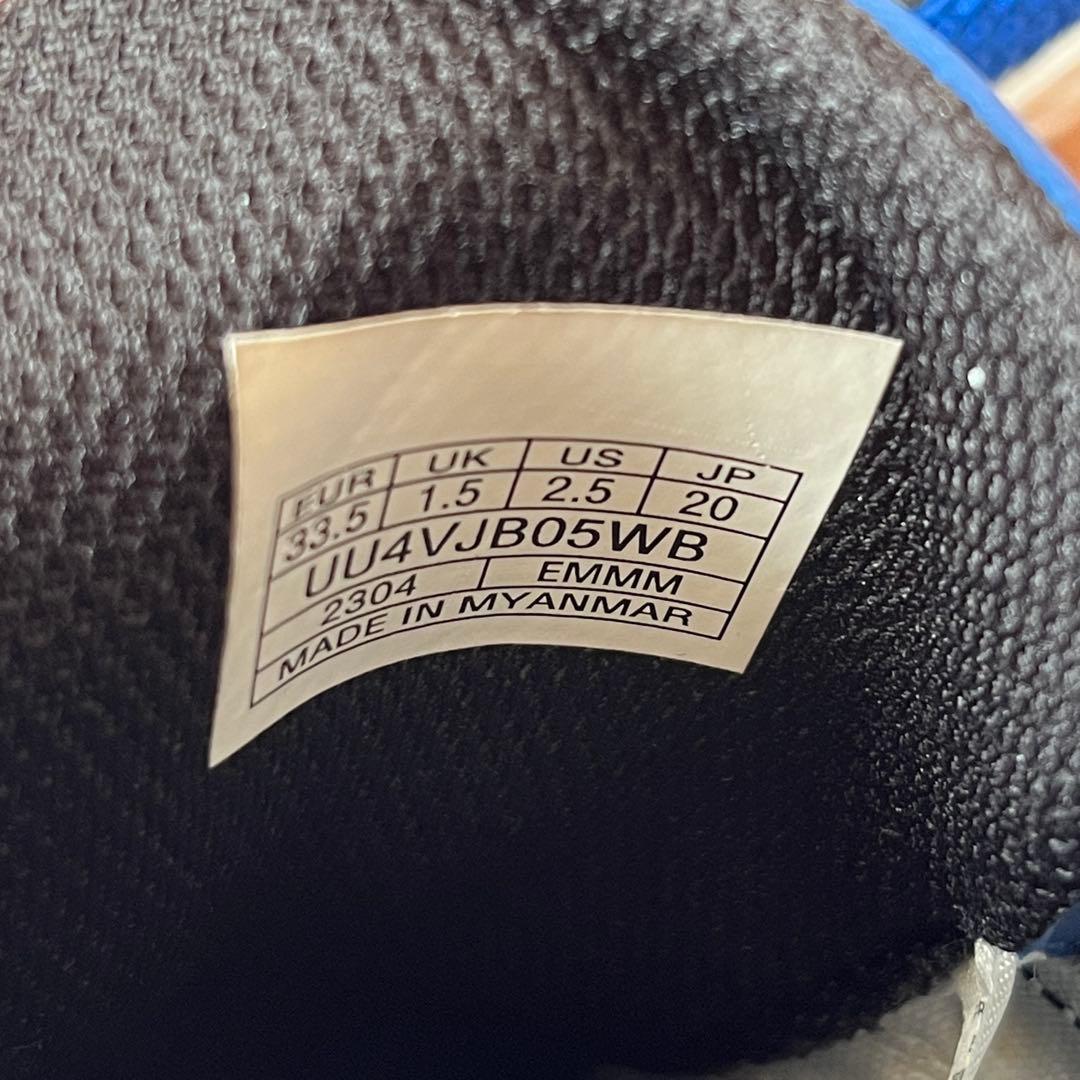 EUR UK US JP
33.5 1.5 2.5 20
UU4VJB05WB
2304 EMMM
MADE IN MYANMAR